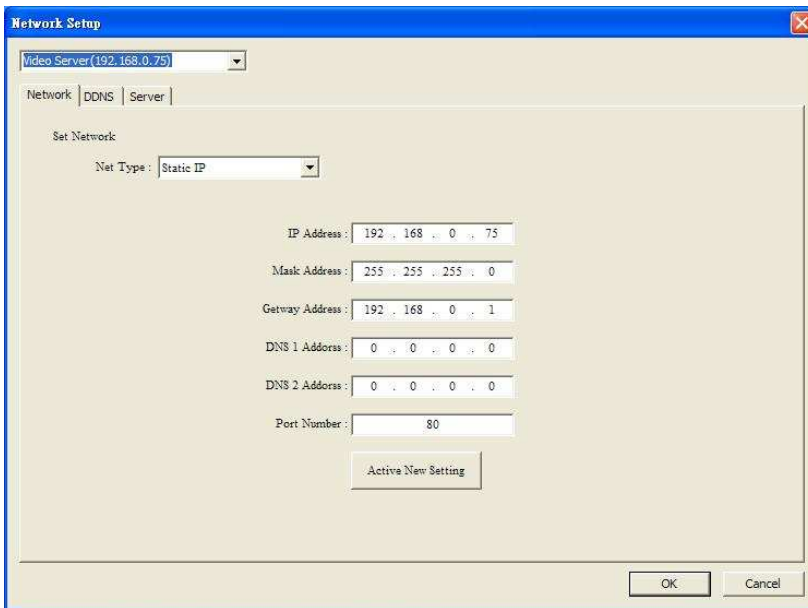 Network Setup
Video Server(192.168.0.75)
Network DDNS Server
Set Network
Net Type : Static IP
IP Address : 192 . 168 . 0 . 75
Mask Address : 255 . 255 . 255 . 0
Getway Address : 192 . 168 . 0 . 1
DNS 1 Addorss : 0 . 0 . 0 . 0
DNS 2 Addorss : 0 . 0 . 0 . 0
Port Number : 80
Active New Setting
OK Cancel